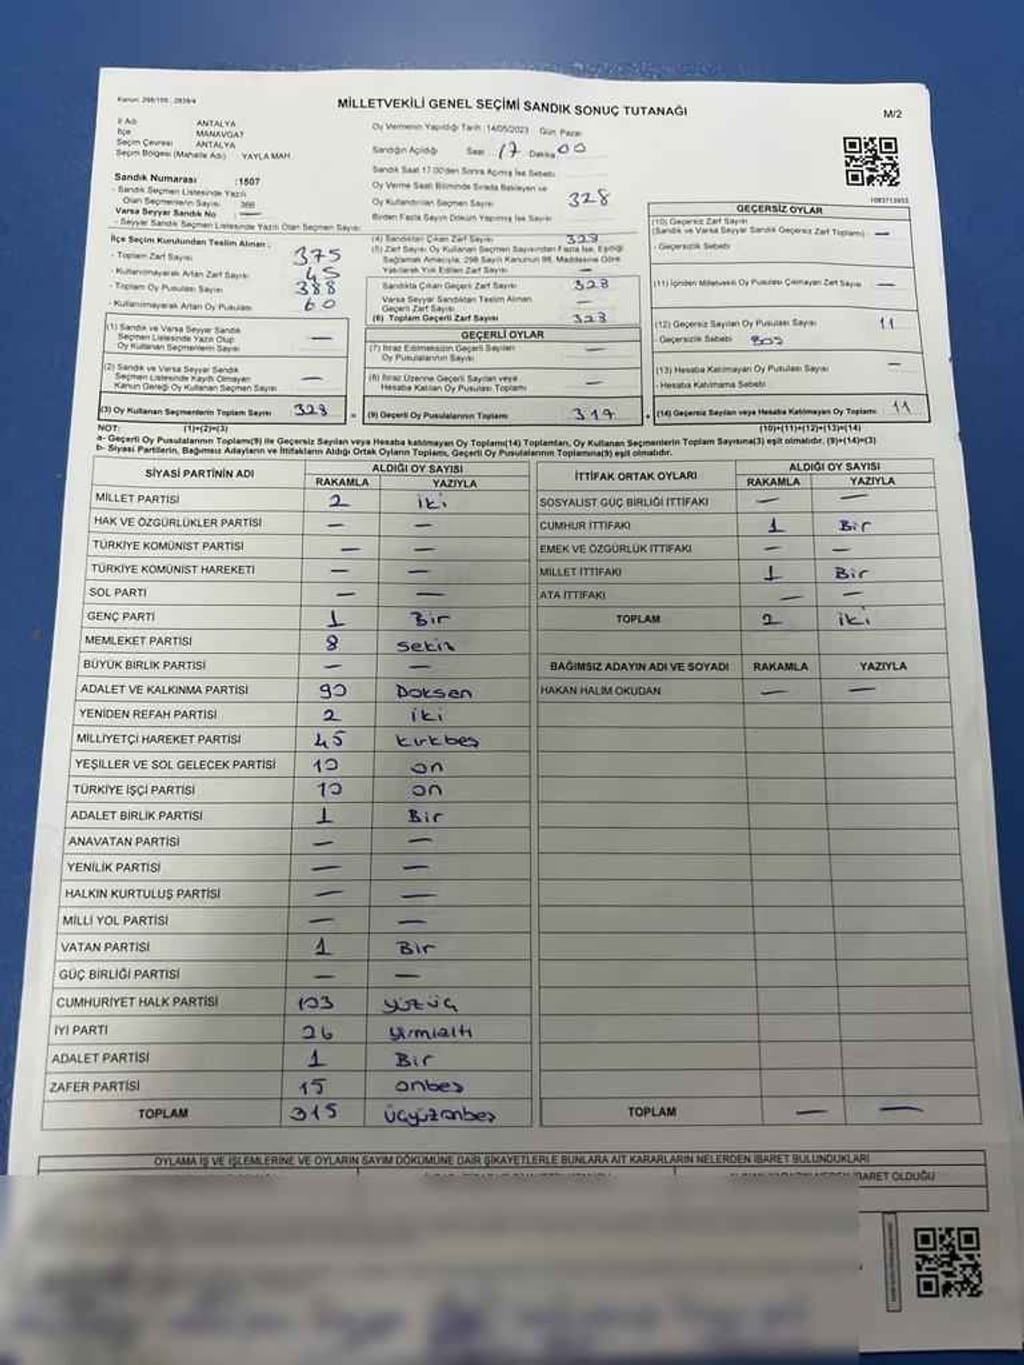 Kanun: 298/105 , 2839/4
MİLLETVEKİLİ GENEL SEÇİMİ SANDIK SONUÇ TUTANAĞI
M/2
İl Adı ANTALYA
İlçe MANAVGAT
Seçim Çevresi ANTALYA
Seçim Bölgesi (Mahalle Adı) YAYLA MAH.
Oy Vermenin Yapıldığı Tarih :14/05/2023 Gün Pazar
Sandığın Açıldığı Saat 17 Dakika 00
Sandık Saat 17:00'den Sonra Açılmış İse Sebebi
Oy Verme Saati Bitiminde Sırada Bekleyen ve
Oy Kullandırılan Seçmen Sayısı 328
Birden Fazla Sayım Döküm Yapılmış İse Sayısı
Sandık Numarası :1507
- Sandık Seçmen Listesinde Yazılı
Olan Seçmenlerin Sayısı 366
Varsa Seyyar Sandık No —
- Seyyar Sandık Seçmen Listesinde Yazılı Olan Seçmen Sayısı
İlçe Seçim Kurulundan Teslim Alınan;
- Toplam Zarf Sayısı 375
- Kullanılmayarak Artan Zarf Sayısı 45
- Toplam Oy Pusulası Sayısı 388
- Kullanılmayarak Artan Oy Pusulası 60
(1) Sandık ve Varsa Seyyar Sandık
Seçmen Listesinde Yazılı Olup
Oy Kullanan Seçmenlerin Sayısı —
(2) Sandık ve Varsa Seyyar Sandık
Seçmen Listesinde Kayıtlı Olmayan
Kanun Gereği Oy Kullanan Seçmen Sayısı —
(3) Oy Kullanan Seçmenlerin Toplam Sayısı 328
(4) Sandıktan Çıkan Zarf Sayısı 328
(5) Zarf Sayısı Oy Kullanan Seçmen Sayısından Fazla İse, Eşitliği
Sağlamak Amacıyla; 298 Sayılı Kanunun 98. Maddesine Göre
Yakılarak Yok Edilen Zarf Sayısı —
Sandıkta Çıkan Geçerli Zarf Sayısı 328
Varsa Seyyar Sandıktan Teslim Alınan
Geçerli Zarf Sayısı —
(6) Toplam Geçerli Zarf Sayısı 328
GEÇERLİ OYLAR
(7) İtiraz Edilmeksizin Geçerli Sayılan
Oy Pusulalarının Sayısı —
(8) İtiraz Üzerine Geçerli Sayılan veya
Hesaba Katılan Oy Pusulası Toplamı —
(9) Geçerli Oy Pusulalarının Toplamı 317
GEÇERSİZ OYLAR
(10) Geçersiz Zarf Sayısı
(Sandık ve Varsa Seyyar Sandık Geçersiz Zarf Toplamı) —
- Geçersizlik Sebebi
(11) İçinden Milletvekili Oy Pusulası Çıkmayan Zarf Sayısı —
(12) Geçersiz Sayılan Oy Pusulası Sayısı 11
Geçersizlik Sebebi
(13) Hesaba Katılmayan Oy Pusulası Sayısı —
- Hesaba Katılmama Sebebi
(14) Geçersiz Sayılan veya Hesaba Katılmayan Oy Toplamı 11
NOT: (1)+(2)=(3) (10)+(11)+(12)+(13)=(14)
a- Geçerli Oy Pusulalarının Toplamı(9) ile Geçersiz Sayılan veya Hesaba katılmayan Oy Toplamı(14) Toplamları, Oy Kullanan Seçmenlerin Toplam Sayısına(3) eşit olmalıdır. (9)+(14)=(3)
b- Siyasi Partilerin, Bağımsız Adayların ve İttifakların Aldığı Ortak Oyların Toplamı, Geçerli Oy Pusulalarının Toplamına(9) eşit olmalıdır.
SİYASİ PARTİNİN ADI ALDIĞI OY SAYISI
RAKAMLA YAZIYLA
MİLLET PARTİSİ 2 iki
HAK VE ÖZGÜRLÜKLER PARTİSİ — —
TÜRKİYE KOMÜNİST PARTİSİ — —
TÜRKİYE KOMÜNİST HAREKETİ — —
SOL PARTİ — —
GENÇ PARTİ 1 Bir
MEMLEKET PARTİSİ 8 sekiz
BÜYÜK BİRLİK PARTİSİ — —
ADALET VE KALKINMA PARTİSİ 90 Doksan
YENİDEN REFAH PARTİSİ 2 iki
MİLLİYETÇİ HAREKET PARTİSİ 45 kırkbeş
YEŞİLLER VE SOL GELECEK PARTİSİ 10 on
TÜRKİYE İŞÇİ PARTİSİ 10 on
ADALET BİRLİK PARTİSİ 1 Bir
ANAVATAN PARTİSİ — —
YENİLİK PARTİSİ — —
HALKIN KURTULUŞ PARTİSİ — —
MİLLİ YOL PARTİSİ — —
VATAN PARTİSİ 1 Bir
GÜÇ BİRLİĞİ PARTİSİ — —
CUMHURİYET HALK PARTİSİ 103 yüzüç
İYİ PARTİ 26 yirmialtı
ADALET PARTİSİ 1 Bir
ZAFER PARTİSİ 15 onbeş
TOPLAM 315 üçyüzonbeş
İTTİFAK ORTAK OYLARI ALDIĞI OY SAYISI
RAKAMLA YAZIYLA
SOSYALİST GÜÇ BİRLİĞİ İTTİFAKI — —
CUMHUR İTTİFAKI 1 Bir
EMEK VE ÖZGÜRLÜK İTTİFAKI — —
MİLLET İTTİFAKI 1 Bir
ATA İTTİFAKI — —
TOPLAM 2 iki
BAĞIMSIZ ADAYIN ADI VE SOYADI RAKAMLA YAZIYLA
HAKAN HALİM OKUDAN — —
TOPLAM — —
OYLAMA İŞ VE İŞLEMLERİNE VE OYLARIN SAYIM DÖKÜMÜNE DAİR ŞİKAYETLERLE BUNLARA AİT KARARLARIN NELERDEN İBARET BULUNDUKLARI
İBARET OLDUĞU